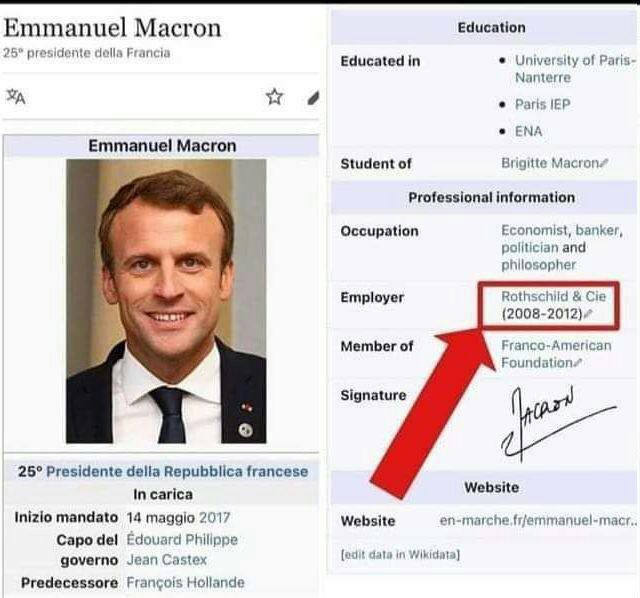 Emmanuel Macron
25° presidente della Francia
Emmanuel Macron
25° Presidente della Repubblica francese
In carica
Inizio mandato 14 maggio 2017
Capo del governo Édouard Philippe
Jean Castex
Predecessore François Hollande
Education
Educated in • University of Paris-
Nanterre
• Paris IEP
• ENA
Student of Brigitte Macron
Professional information
Occupation Economist, banker,
politician and
philosopher
Employer Rothschild & Cie
(2008-2012)
Member of Franco-American
Foundation
Signature MACRON
Website
Website en-marche.fr/emmanuel-macr..
[edit data in Wikidata]